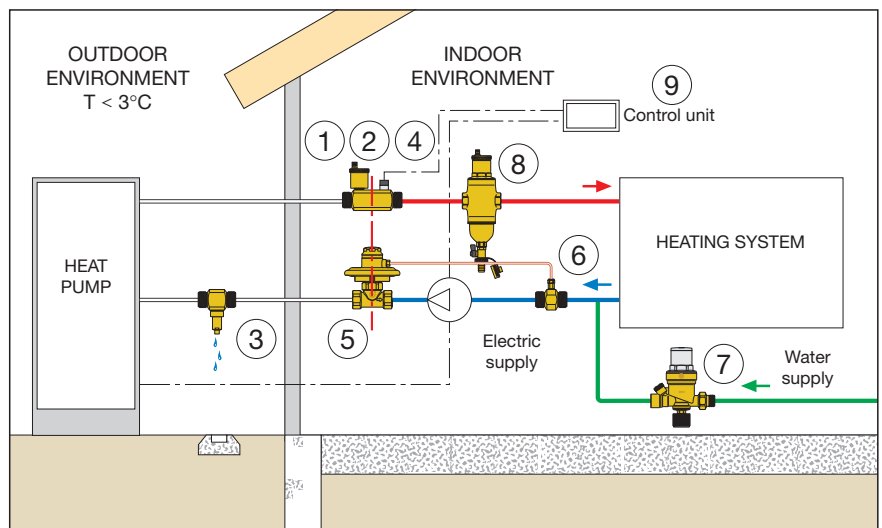 OUTDOOR
ENVIRONMENT
T < 3°C
INDOOR
ENVIRONMENT
9
Control unit
1
2
4
8
HEAT
PUMP
HEATING SYSTEM
6
3
5
Electric
supply
7
Water
supply